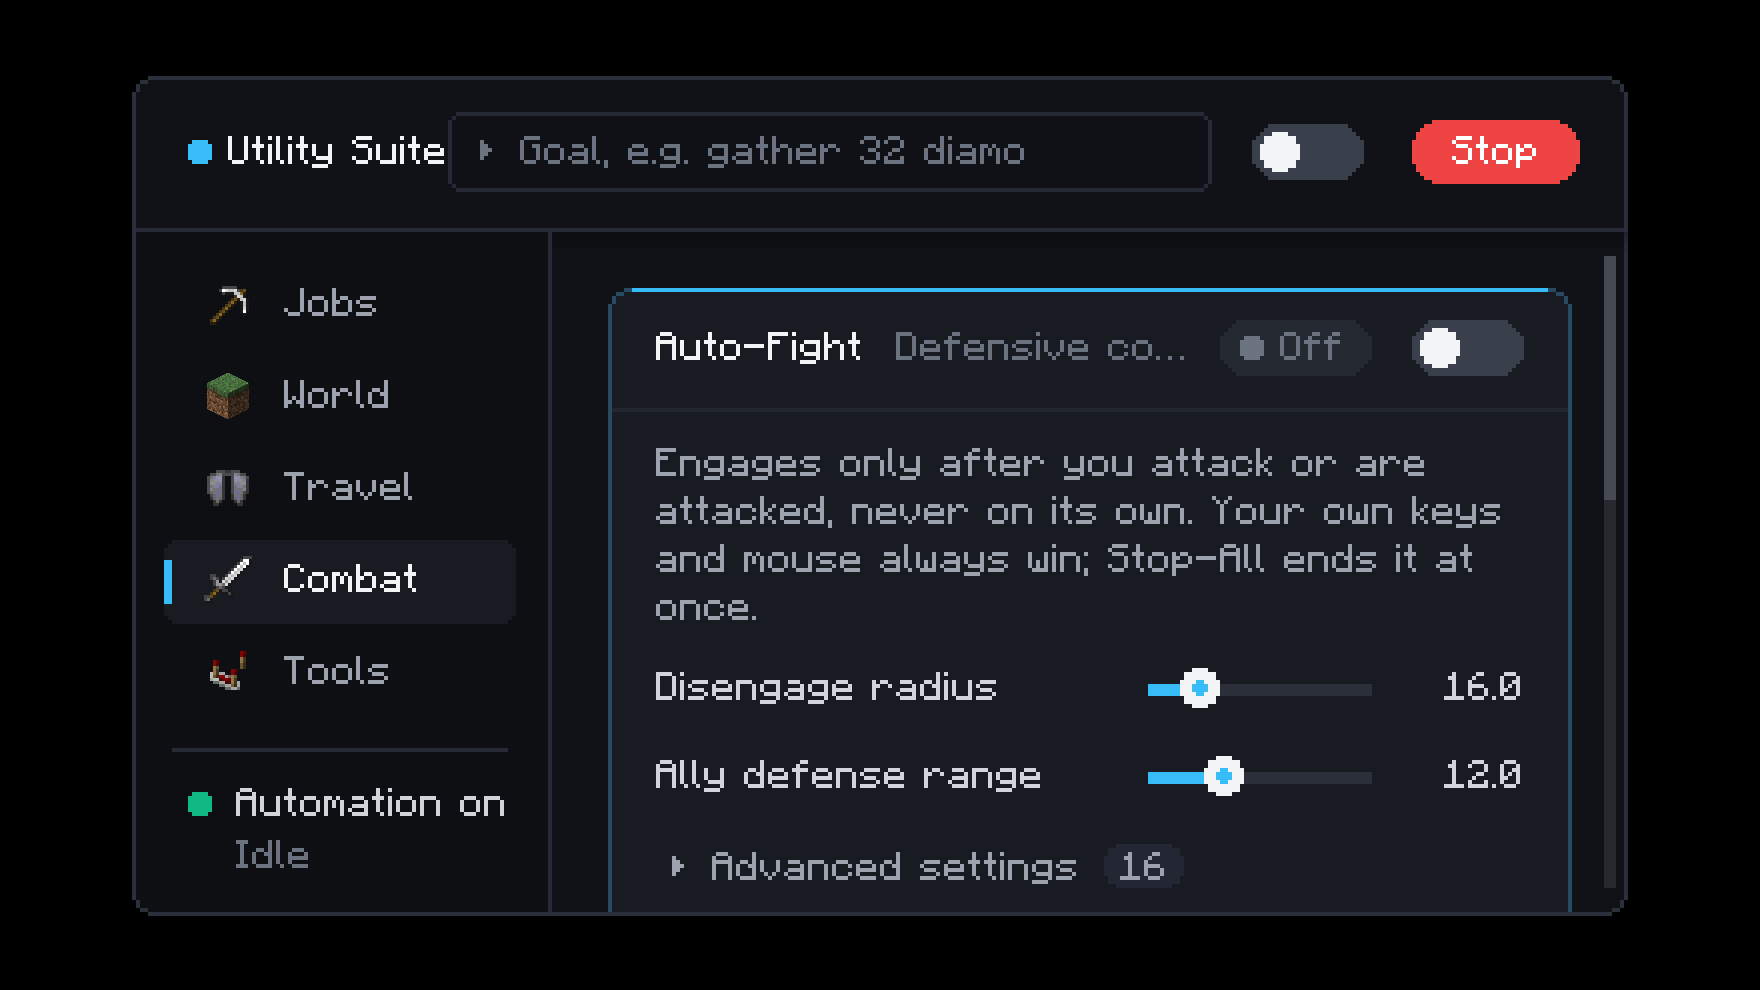 Utility Suite
Goal, e.g. gather 32 diamo
Stop
Jobs
World
Travel
Combat
Tools
Automation on
Idle
Auto-Fight Defensive co... Off
Engages only after you attack or are
attacked, never on its own. Your own keys
and mouse always win; Stop-All ends it at
once.
Disengage radius 16.0
Ally defense range 12.0
Advanced settings 16